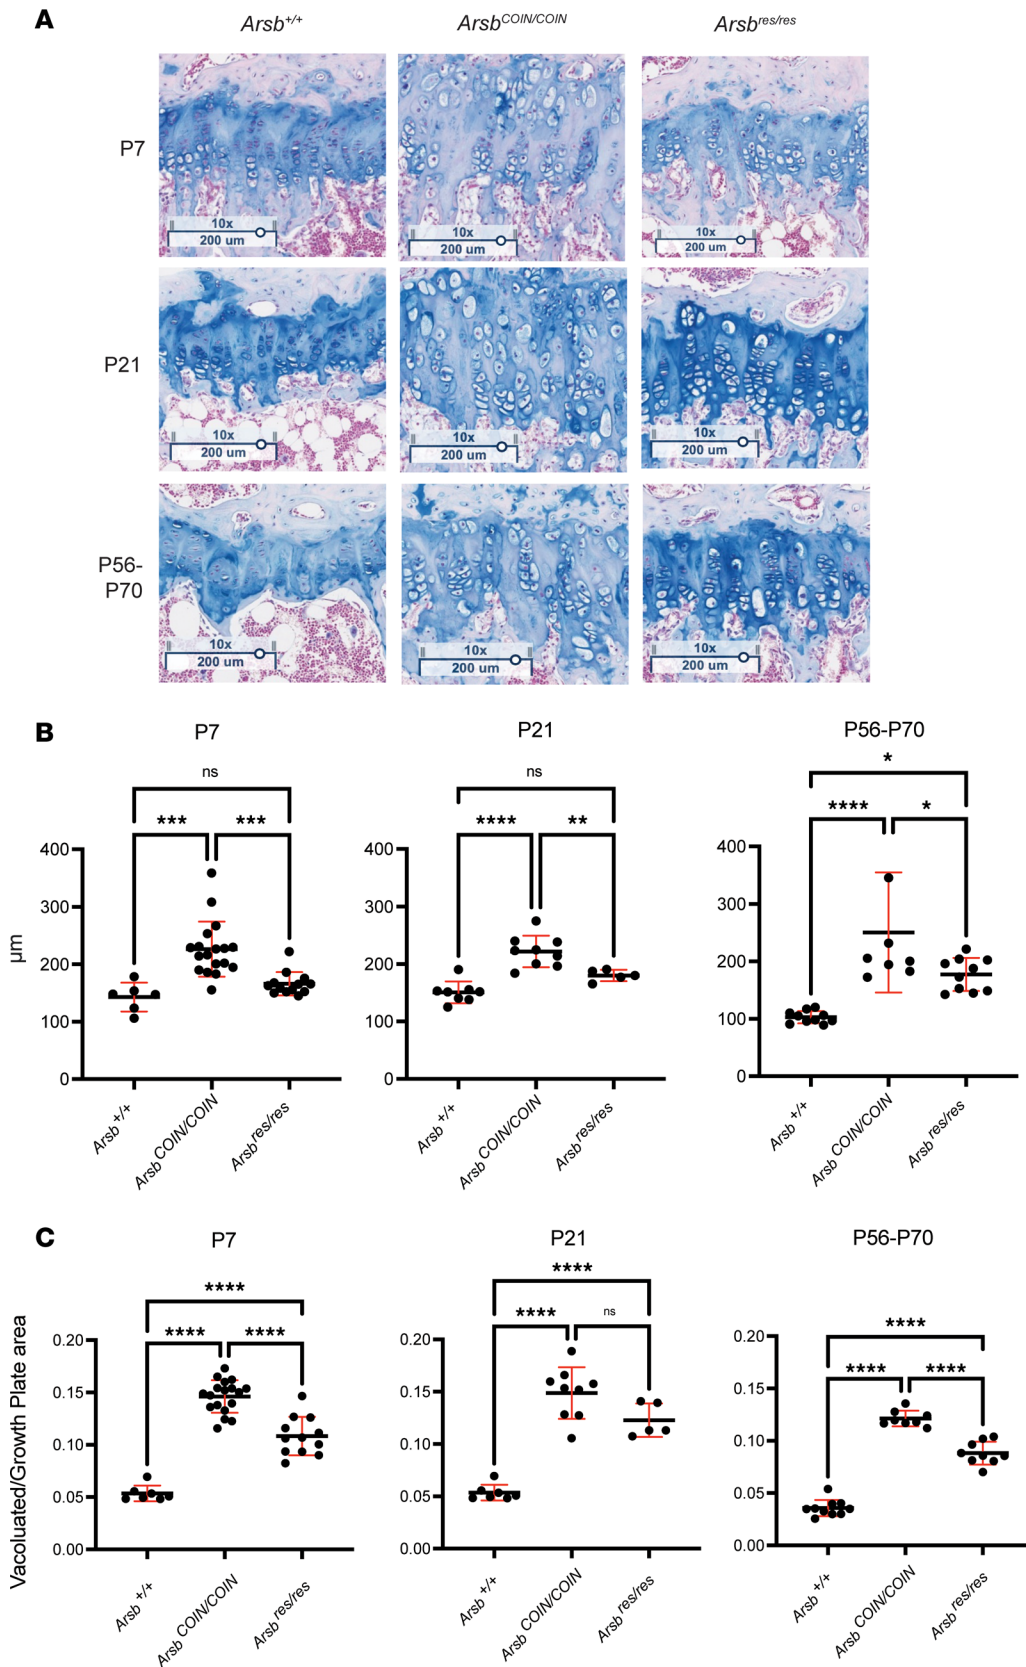 A
Arsb+/+ ArsbCOIN/COIN Arsbres/res
P7
10x 10x 10x
200 um 200 um 200 um
P21
10x 10x 10x
200 um 200 um 200 um
P56-
P70
10x 10x 10x
200 um 200 um 200 um
B
P7 P21 P56-P70
ns ns *
*** *** **** ** **** *
µm
400 400 400
300 300 300
200 200 200
100 100 100
0 0 0
Arsb +/+ Arsb COIN/COIN Arsb res/res Arsb +/+ Arsb COIN/COIN Arsb res/res Arsb +/+ Arsb COIN/COIN Arsb res/res
C
P7 P21 P56-P70
**** **** ****
**** **** **** ns **** ****
Vacoluated/Growth Plate area
0.20 0.20 0.20
0.15 0.15 0.15
0.10 0.10 0.10
0.05 0.05 0.05
0.00 0.00 0.00
Arsb +/+ Arsb COIN/COIN Arsb res/res Arsb +/+ Arsb COIN/COIN Arsb res/res Arsb +/+ Arsb COIN/COIN Arsb res/res